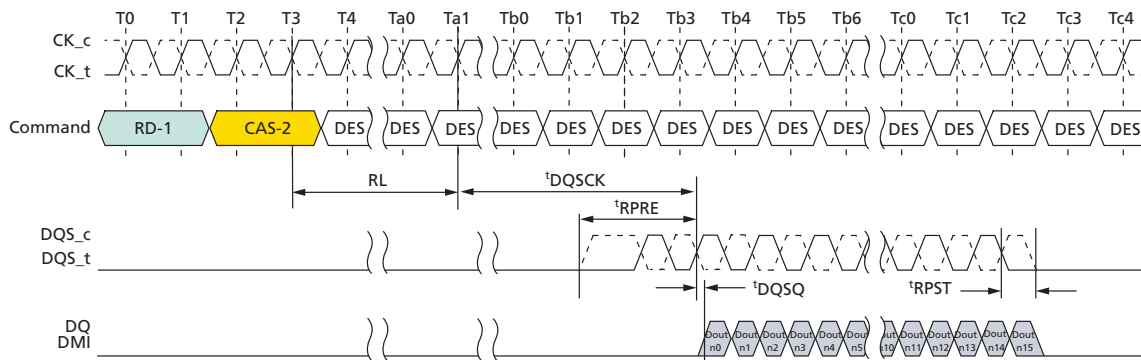 T0 T1 T2 T3 T4 Ta0 Ta1 Tb0 Tb1 Tb2 Tb3 Tb4 Tb5 Tb6 Tc0 Tc1 Tc2 Tc3 Tc4
CK_c
CK_t
Command RD-1 CAS-2 DES DES DES DES DES DES DES DES DES DES DES DES DES DES DES
RL tDQSCK
tRPRE
DQS_c
DQS_t
tDQSQ tRPST
DQ
DMI
Dout Dout Dout Dout Dout Dout Dout Dout Dout Dout Dout Dout
n0 n1 n2 n3 n4 n5 n10 n11 n12 n13 n14 n15